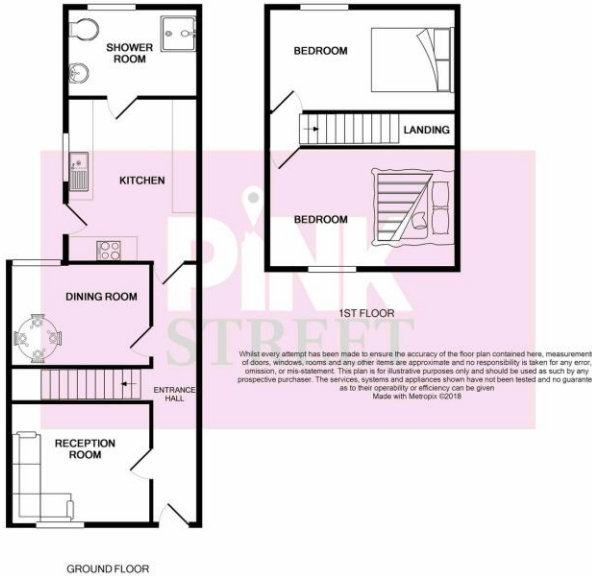 SHOWER
ROOM
KITCHEN
DINING ROOM
ENTRANCE
HALL
RECEPTION
ROOM
GROUND FLOOR
BEDROOM
LANDING
BEDROOM
1ST FLOOR
PINK
STREET
Whilst every attempt has been made to ensure the accuracy of the floor plan contained here, measurement
of doors, windows, rooms and any other items are approximate and no responsibility is taken for any error,
omission, or mis-statement. This plan is for illustrative purposes only and should be used as such by any
prospective purchaser. The services, systems and appliances shown have not been tested and no guarante
as to their operability or efficiency can be given
Made with Metropix ©2018